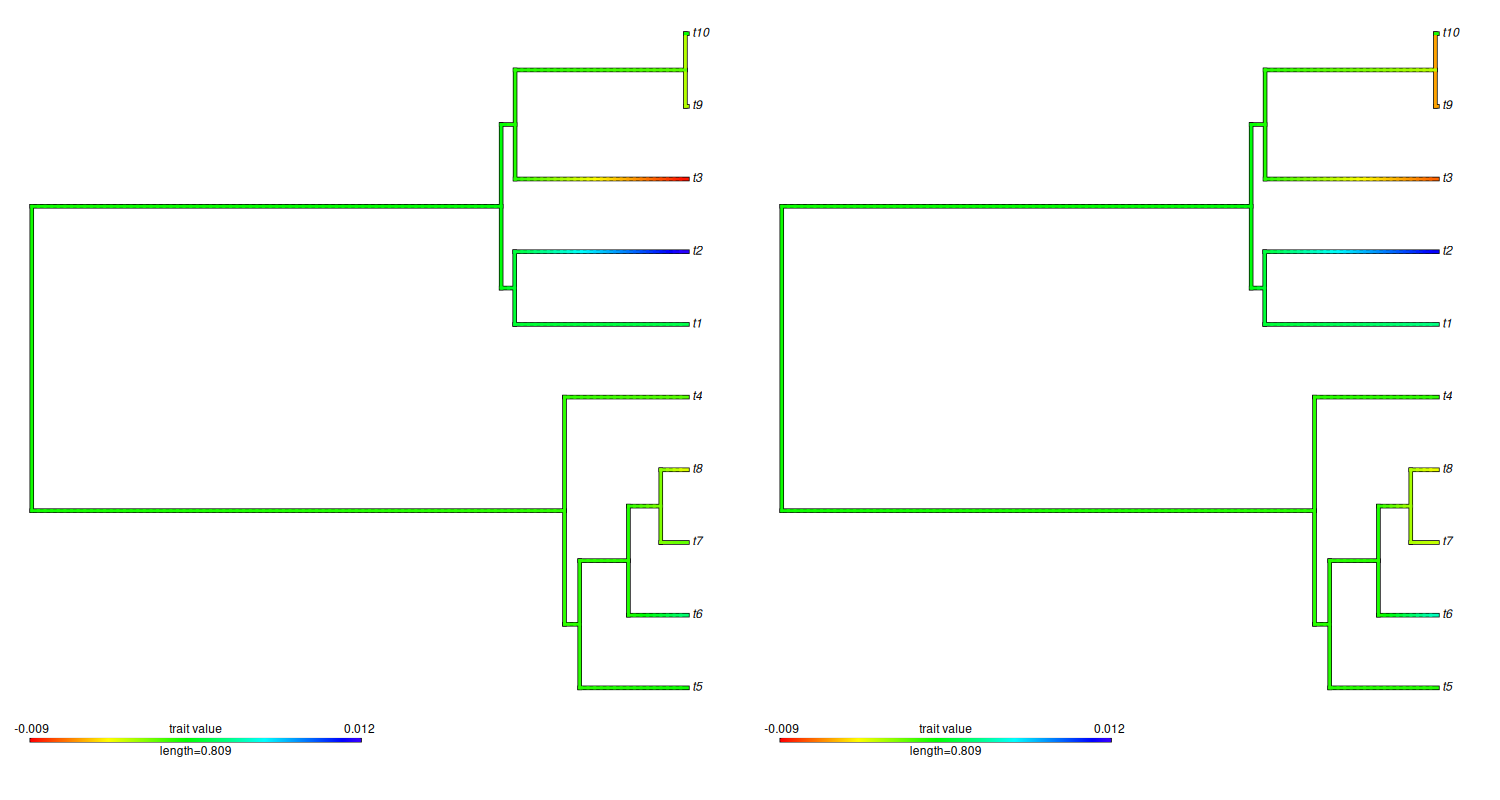 t10
t9
t3
t2
t1
t4
t8
t7
t6
t5
-0.009 trait value 0.012
length=0.809
t10
t9
t3
t2
t1
t4
t8
t7
t6
t5
-0.009 trait value 0.012
length=0.809